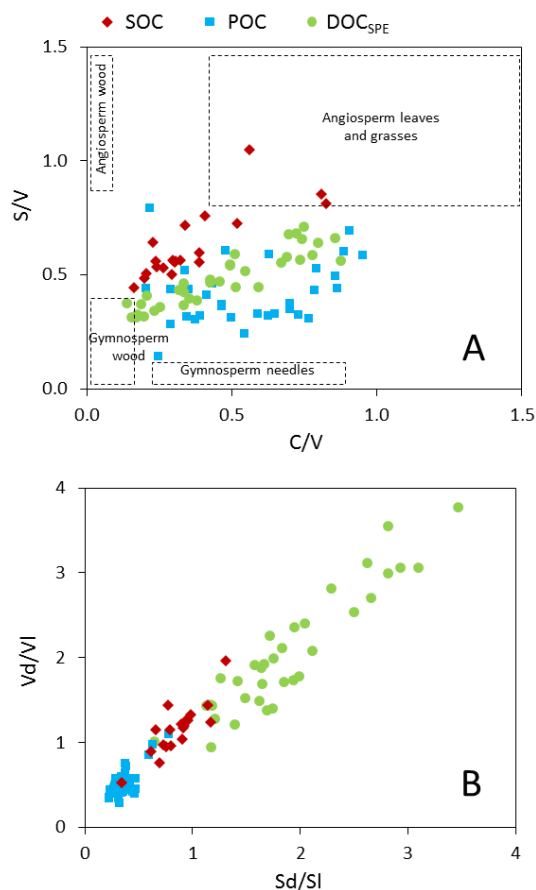 SOC POC DOCSPE
A
S/V
1.5
1.0
0.5
0.0
Angiosperm wood
Angiosperm leaves
and grasses
Gymnosperm
wood
Gymnosperm needles
0.0 0.5 1.0 1.5
C/V
A
B
Vd/Vl
4
3
2
1
0
0 1 2 3 4
Sd/Sl
B